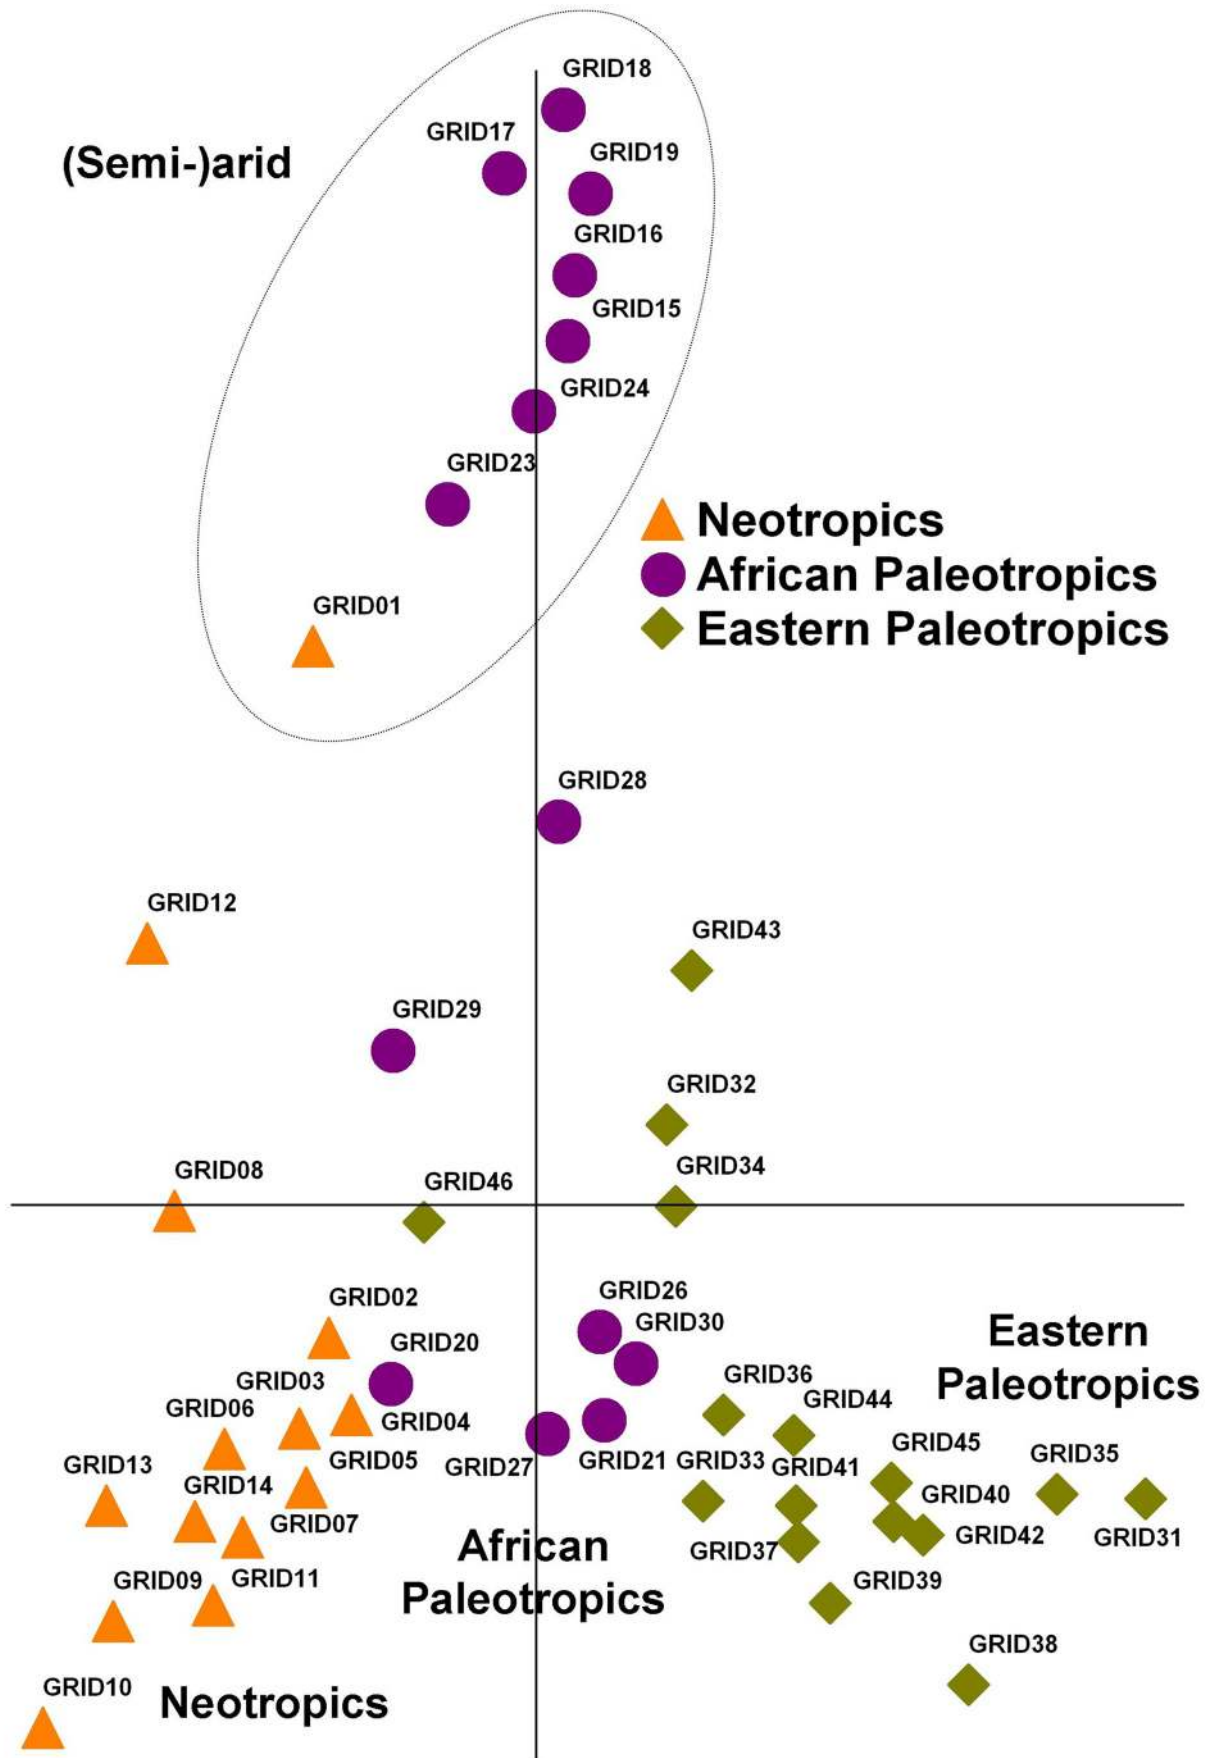 GRID18
GRID17
(Semi-)arid
GRID19
GRID16
GRID15
GRID24
GRID23
Neotropics
African Paleotropics
Eastern Paleotropics
GRID01
GRID28
GRID12
GRID43
GRID29
GRID32
GRID34
GRID08
GRID46
GRID26
GRID02
GRID30
GRID20
Eastern
Paleotropics
GRID03
GRID36
GRID44
GRID06
GRID04
GRID45
GRID35
GRID13
GRID05
GRID27
GRID21
GRID33
GRID41
GRID14
GRID40
GRID07
GRID42
GRID31
African
Paleotropics
GRID37
GRID09
GRID11
GRID39
GRID38
GRID10
Neotropics